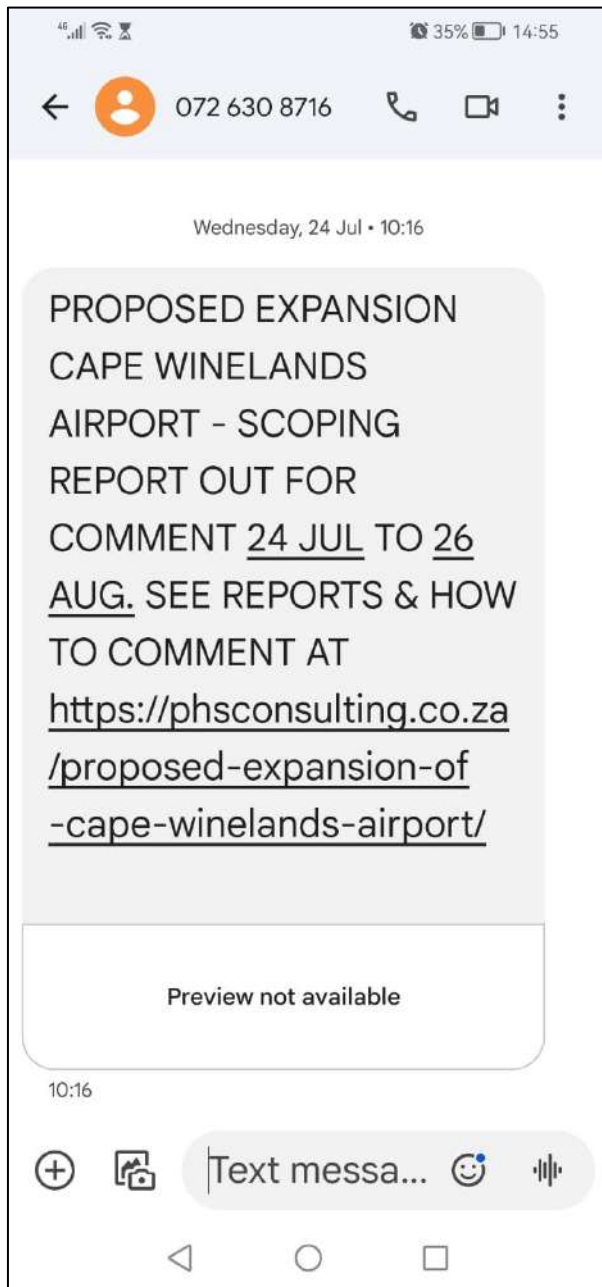 4G 35% 14:55
072 630 8716
Wednesday, 24 Jul • 10:16
PROPOSED EXPANSION
CAPE WINELANDS
AIRPORT - SCOPING
REPORT OUT FOR
COMMENT 24 JUL TO 26
AUG. SEE REPORTS & HOW
TO COMMENT AT
https://phsconsulting.co.za
/proposed-expansion-of
-cape-winelands-airport/
Preview not available
10:16
Text messa...